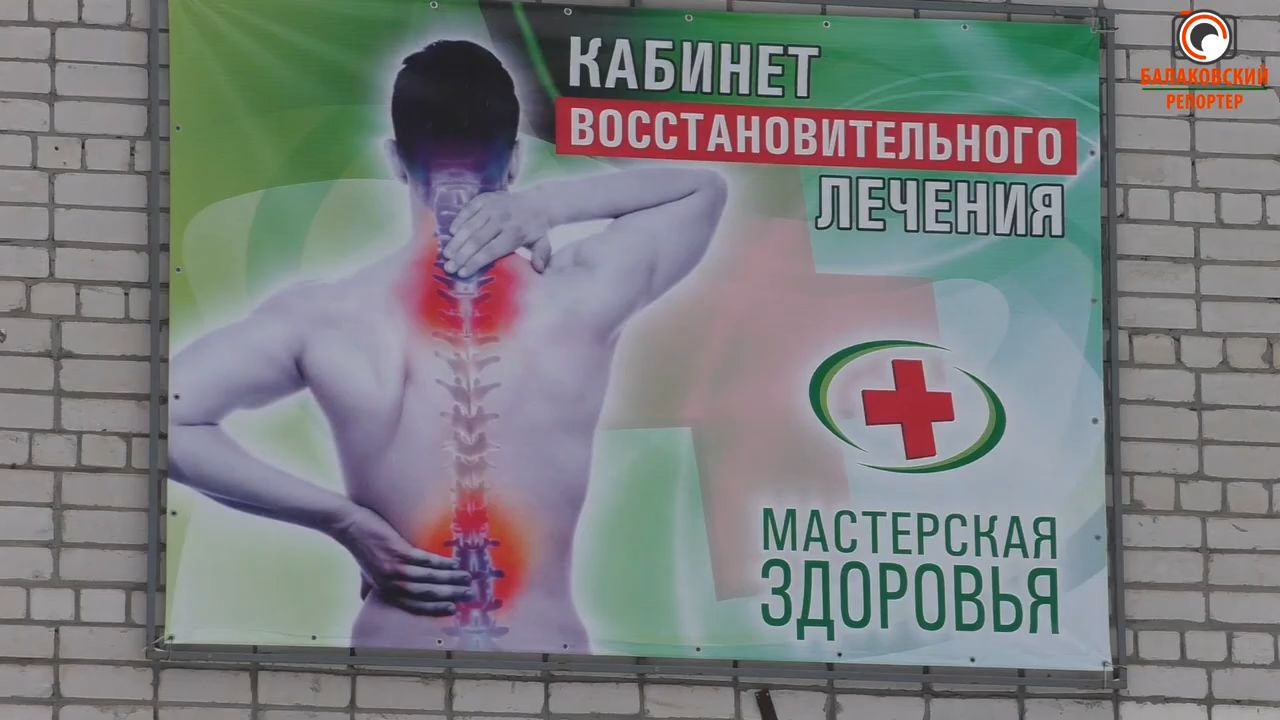 БАЛАКОВСКИЙ
РЕПОРТЕР
КАБИНЕТ
ВОССТАНОВИТЕЛЬНОГО
ЛЕЧЕНИЯ
МАСТЕРСКАЯ
ЗДОРОВЬЯ